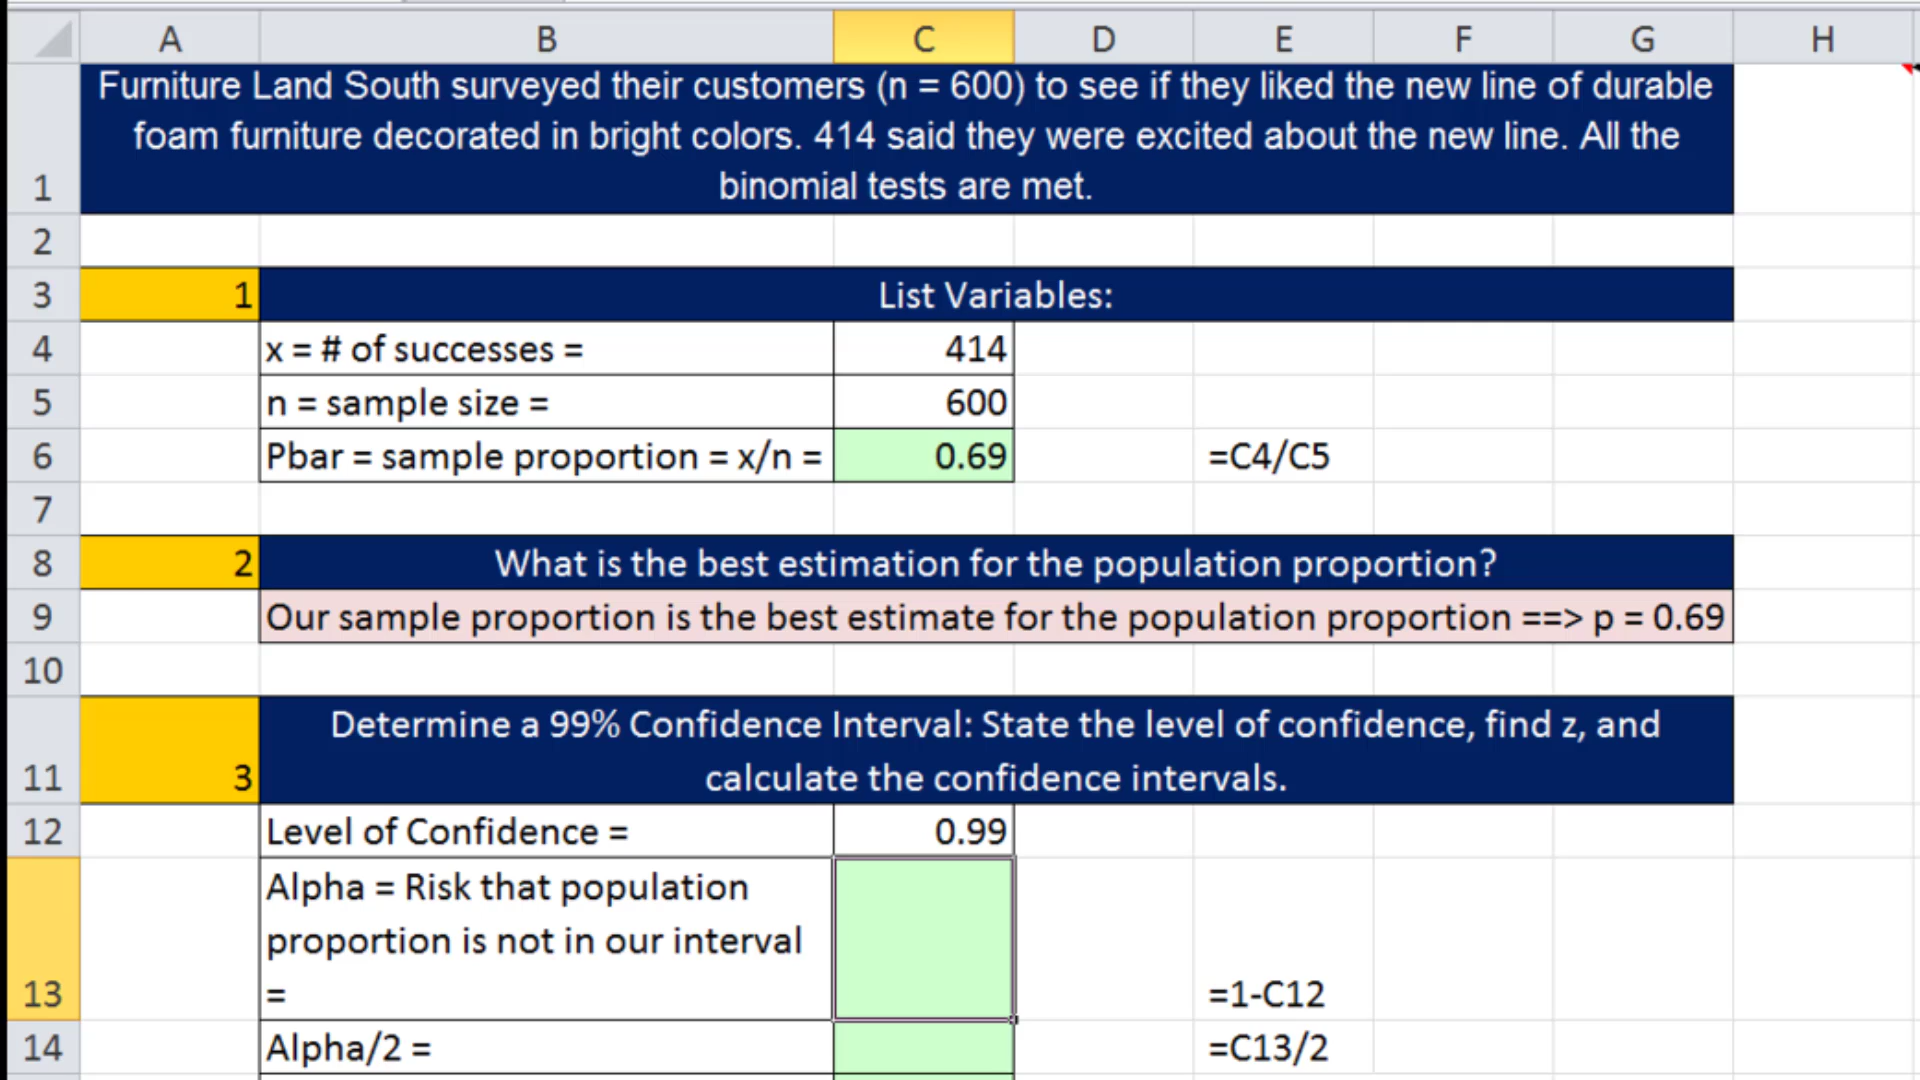 A B C D E F G H
1 Furniture Land South surveyed their customers (n = 600) to see if they liked the new line of durable
foam furniture decorated in bright colors. 414 said they were excited about the new line. All the
binomial tests are met.
2
3 1 List Variables:
4 x = # of successes = 414
5 n = sample size = 600
6 Pbar = sample proportion = x/n = 0.69 =C4/C5
7
8 2 What is the best estimation for the population proportion?
9 Our sample proportion is the best estimate for the population proportion ==> p = 0.69
10
11 3 Determine a 99% Confidence Interval: State the level of confidence, find z, and
calculate the confidence intervals.
12 Level of Confidence = 0.99
Alpha = Risk that population
proportion is not in our interval
13 = =1-C12
14 Alpha/2 = =C13/2